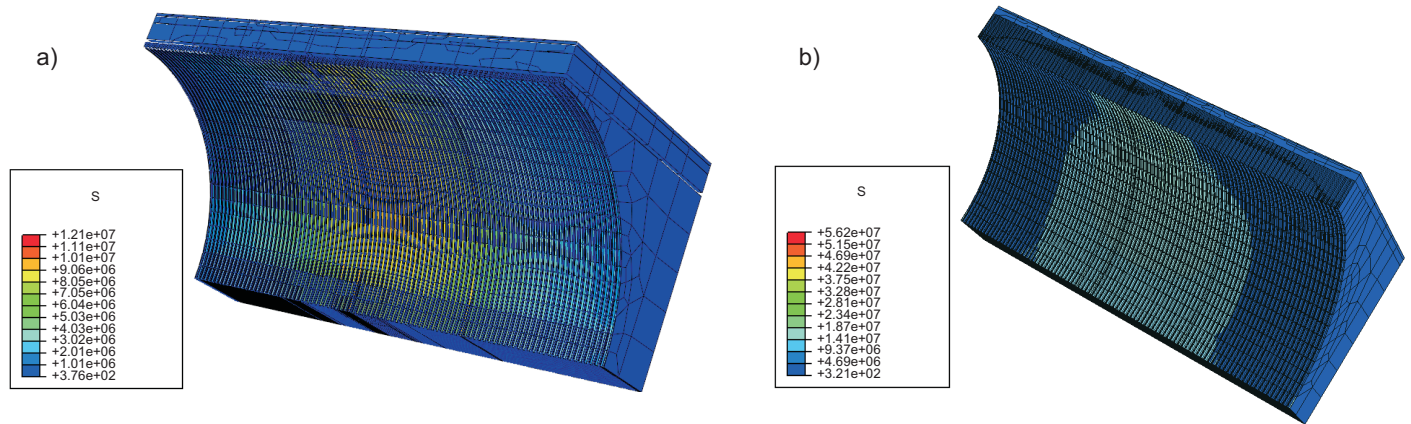 a)
S
+1.21e+07
+1.11e+07
+1.01e+07
+9.06e+06
+8.05e+06
+7.05e+06
+6.04e+06
+5.03e+06
+4.03e+06
+3.02e+06
+2.01e+06
+1.01e+06
+3.76e+02
b)
S
+5.62e+07
+5.15e+07
+4.69e+07
+4.22e+07
+3.75e+07
+3.28e+07
+2.81e+07
+2.34e+07
+1.87e+07
+1.41e+07
+9.37e+06
+4.69e+06
+3.21e+02